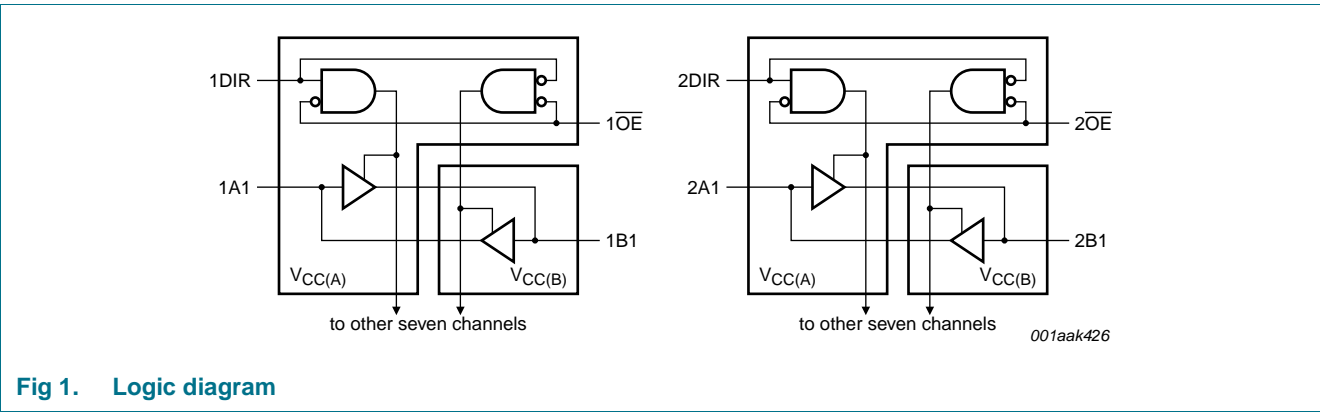 1DIR
1OE
1A1
1B1
VCC(A)
VCC(B)
to other seven channels
2DIR
2OE
2A1
2B1
VCC(A)
VCC(B)
to other seven channels
001aak426
Fig 1. Logic diagram